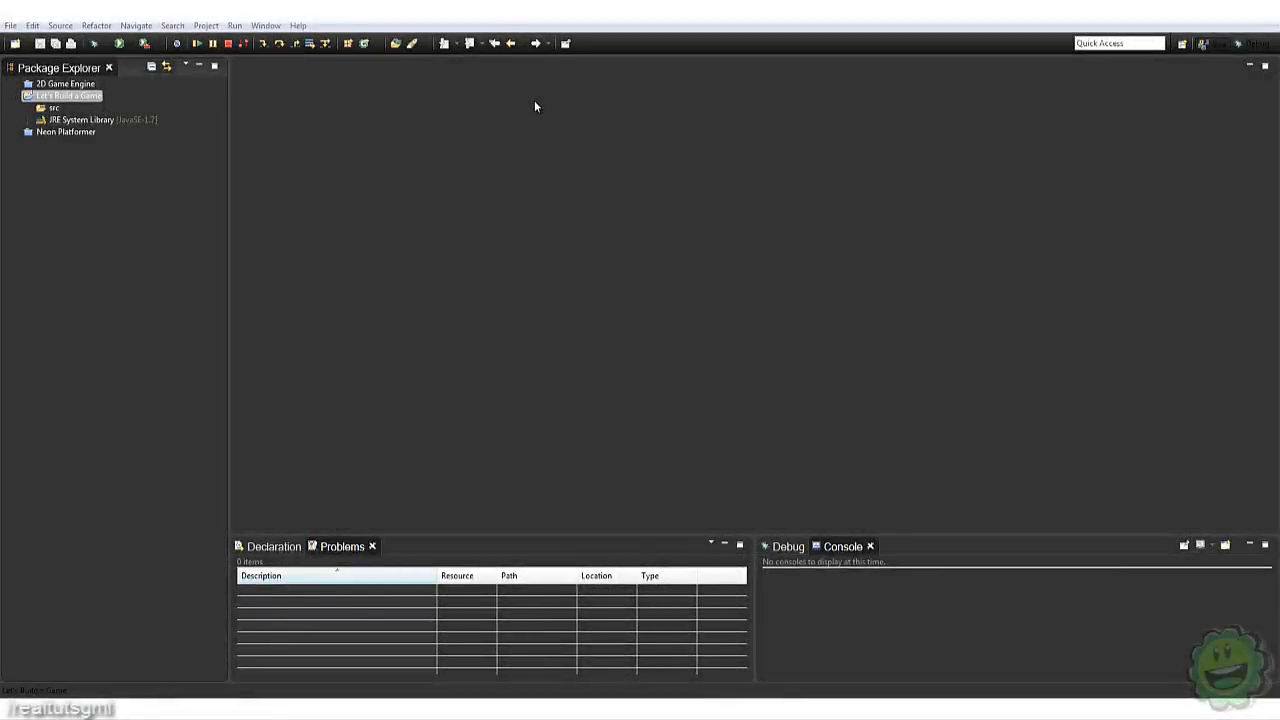 File Edit Source Refactor Navigate Search Project Run Window Help
Quick Access
Package Explorer
2D Game Engine
Let's Build a Game
src
JRE System Library [JavaSE-1.7]
Neon Platformer
Declaration Problems
0 items
Description Resource Path Location Type
Debug Console
No consoles to display at this time.
Let's Build a Game
/realtutsgml